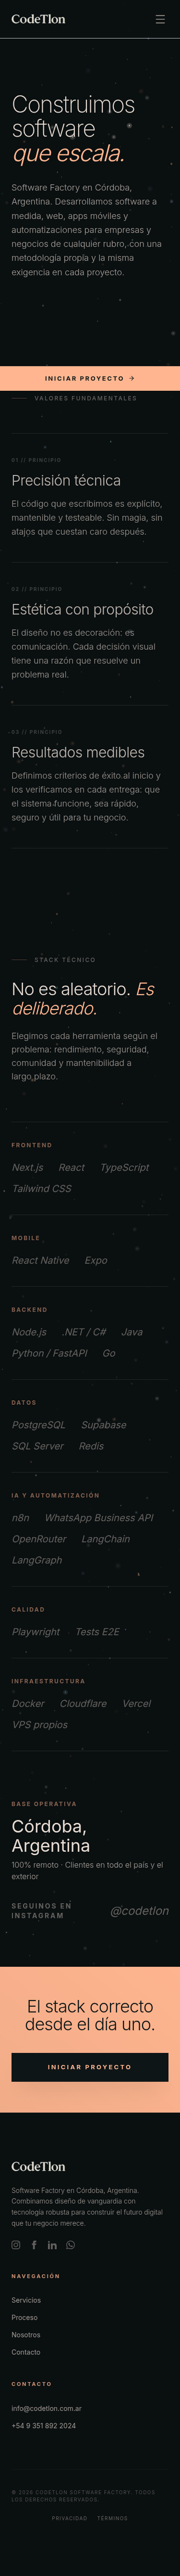 CodeTlon
Construimos
software
que escala.
Software Factory en Córdoba,
Argentina. Desarrollamos software a
medida, web, apps móviles y
automatizaciones para empresas y
negocios de cualquier rubro, con una
metodología propia y la misma
exigencia en cada proyecto.
INICIAR PROYECTO →
VALORES FUNDAMENTALES
01 // PRINCIPIO
Precisión técnica
El código que escribimos es explícito,
mantenible y testeable. Sin magia, sin
atajos que cuestan caro después.
02 // PRINCIPIO
Estética con propósito
El diseño no es decoración: es
comunicación. Cada decisión visual
tiene una razón que resuelve un
problema real.
03 // PRINCIPIO
Resultados medibles
Definimos criterios de éxito al inicio y
los verificamos en cada entrega: que
el sistema funcione, sea rápido,
seguro y útil para tu negocio.
STACK TÉCNICO
No es aleatorio. Es
deliberado.
Elegimos cada herramienta según el
problema: rendimiento, seguridad,
comunidad y mantenibilidad a
largo plazo.
FRONTEND
Next.js React TypeScript
Tailwind CSS
MOBILE
React Native Expo
BACKEND
Node.js .NET / C# Java
Python / FastAPI Go
DATOS
PostgreSQL Supabase
SQL Server Redis
IA Y AUTOMATIZACIÓN
n8n WhatsApp Business API
OpenRouter LangChain
LangGraph
CALIDAD
Playwright Tests E2E
INFRAESTRUCTURA
Docker Cloudflare Vercel
VPS propios
BASE OPERATIVA
Córdoba,
Argentina
100% remoto · Clientes en todo el país y el
exterior
SEGUINOS EN
INSTAGRAM
@codetlon
El stack correcto
desde el día uno.
INICIAR PROYECTO
CodeTlon
Software Factory en Córdoba, Argentina.
Combinamos diseño de vanguardia con
tecnología robusta para construir el futuro digital
que tu negocio merece.
NAVEGACIÓN
Servicios
Proceso
Nosotros
Contacto
CONTACTO
info@codetlon.com.ar
+54 9 351 892 2024
© 2026 CODETLON SOFTWARE FACTORY. TODOS
LOS DERECHOS RESERVADOS.
PRIVACIDAD TÉRMINOS